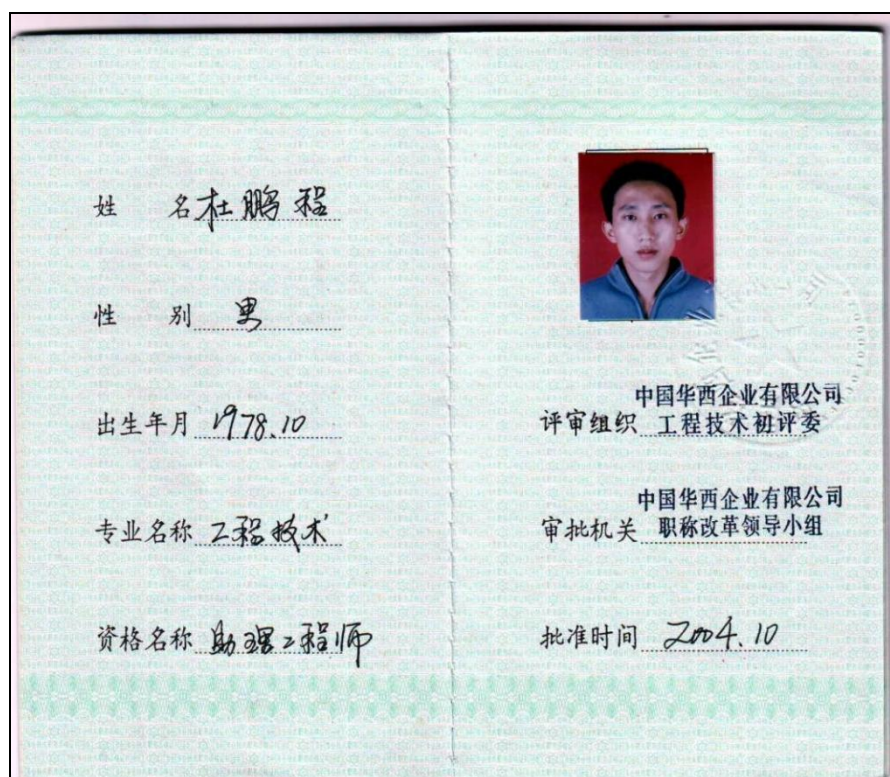 姓 名 杜鹏程
性 别 男
出生年月 1978.10
专业名称 工程技术
资格名称 助理工程师
中国华西企业有限公司
评审组织 工程技术初评委
中国华西企业有限公司
审批机关 职称改革领导小组
批准时间 2004.10